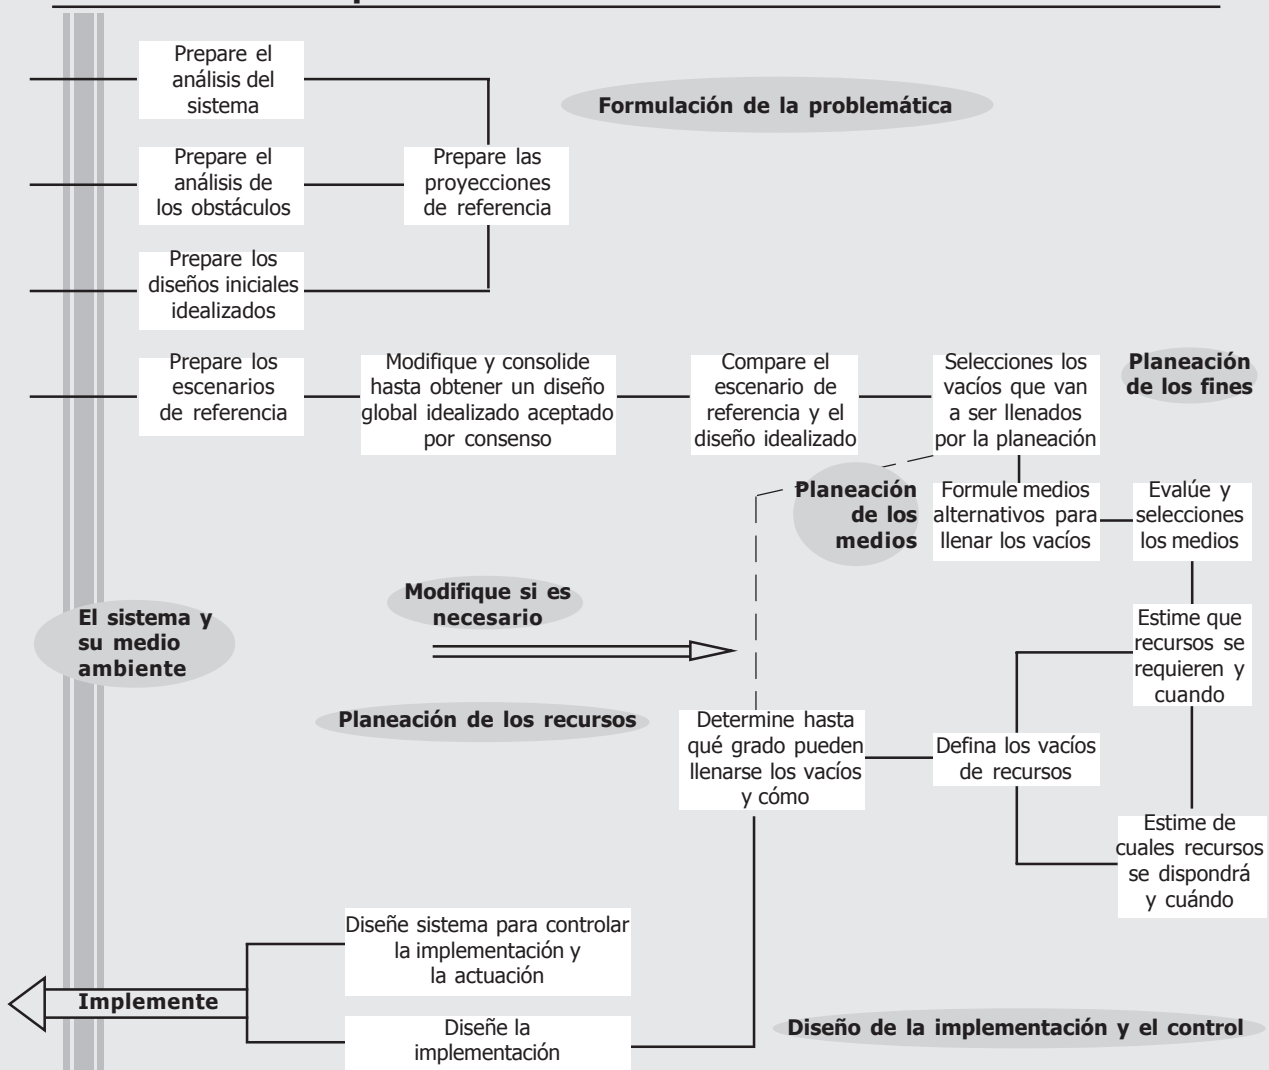 Prepare el
análisis del
sistema
Formulación de la problemática
Prepare el
análisis de
los obstáculos
Prepare las
proyecciones
de referencia
Prepare los
diseños iniciales
idealizados
Prepare los
escenarios
de referencia
Modifique y consolide
hasta obtener un diseño
global idealizado aceptado
por consenso
Compare el
escenario de
referencia y el
diseño idealizado
Selecciones los
vacíos que van
a ser llenados
por la planeación
Planeación
de los fines
Planeación
de los
medios
Formule medios
alternativos para
llenar los vacíos
Evalúe y
selecciones
los medios
Modifique si es
necesario
El sistema y
su medio
ambiente
Estime que
recursos se
requieren y
cuando
Planeación de los recursos
Determine hasta
qué grado pueden
llenarse los vacíos
y cómo
Defina los vacíos
de recursos
Estime de
cuales recursos
se dispondrá
y cuándo
Diseñe sistema para controlar
la implementación y
la actuación
Implemente
Diseñe la
implementación
Diseño de la implementación y el control